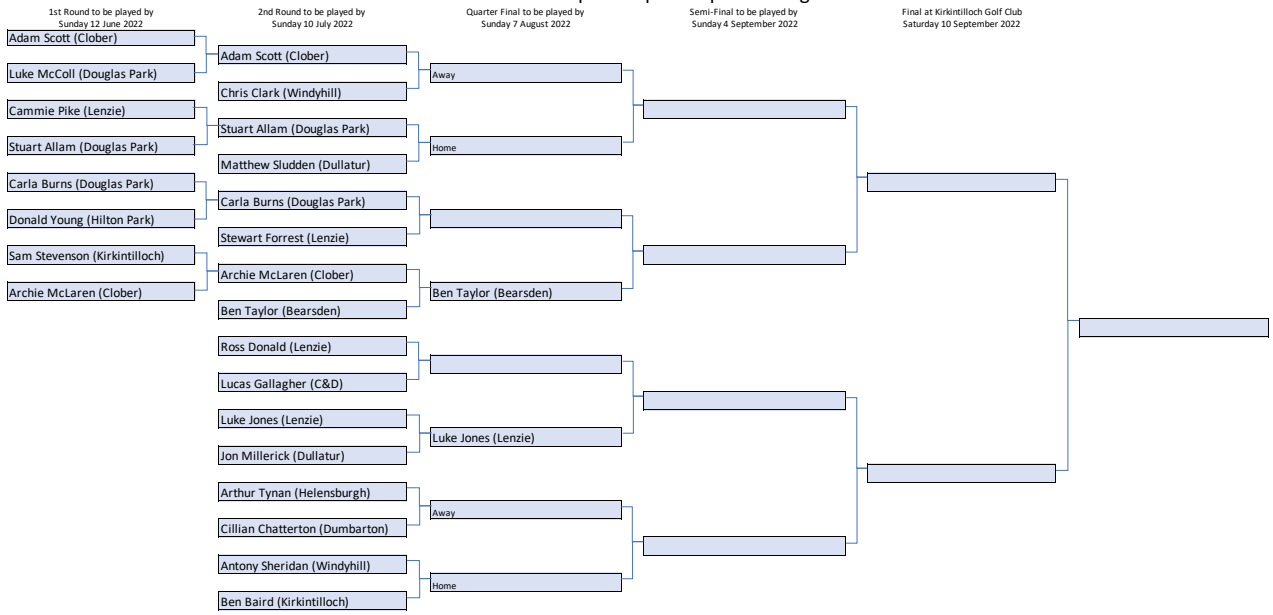 1st Round to be played by
Sunday 12 June 2022
2nd Round to be played by
Sunday 10 July 2022
Quarter Final to be played by
Sunday 7 August 2022
Semi-Final to be played by
Sunday 4 September 2022
Final at Kirkintilloch Golf Club
Saturday 10 September 2022
Adam Scott (Clober)
Luke McColl (Douglas Park)
Cammie Pike (Lenzie)
Stuart Allam (Douglas Park)
Carla Burns (Douglas Park)
Donald Young (Hilton Park)
Sam Stevenson (Kirkintilloch)
Archie McLaren (Clober)
Adam Scott (Clober)
Chris Clark (Windyhill)
Stuart Allam (Douglas Park)
Matthew Sludden (Dullatur)
Carla Burns (Douglas Park)
Stewart Forrest (Lenzie)
Archie McLaren (Clober)
Ben Taylor (Bearsden)
Ross Donald (Lenzie)
Lucas Gallagher (C&D)
Luke Jones (Lenzie)
Jon Millerick (Dullatur)
Arthur Tynan (Helensburgh)
Cillian Chatterton (Dumbarton)
Antony Sheridan (Windyhill)
Ben Baird (Kirkintilloch)
Away
Home
Ben Taylor (Bearsden)
Luke Jones (Lenzie)
Away
Home